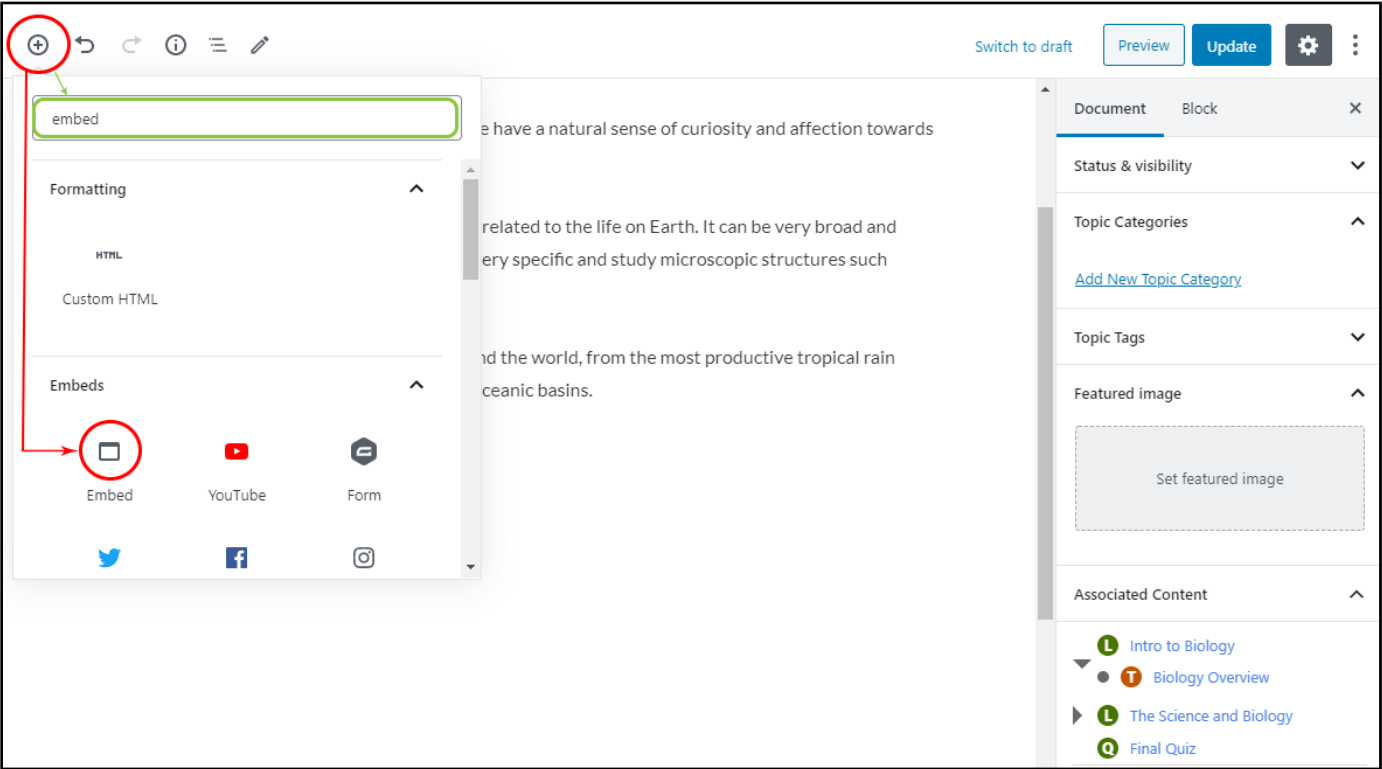 Switch to draft
Preview
Update
embed
Formatting
HTML
Custom HTML
Embeds
Embed
YouTube
Form
e have a natural sense of curiosity and affection towards
related to the life on Earth. It can be very broad and
ery specific and study microscopic structures such
nd the world, from the most productive tropical rain
ceanic basins.
Document
Block
Status & visibility
Topic Categories
Add New Topic Category
Topic Tags
Featured image
Set featured image
Associated Content
L Intro to Biology
T Biology Overview
L The Science and Biology
Q Final Quiz